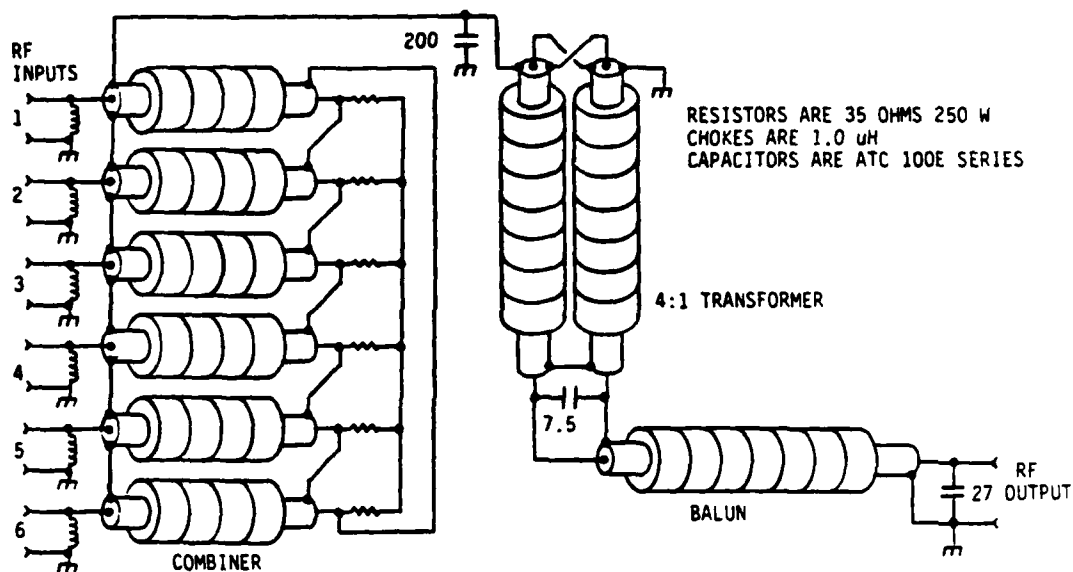 200
RF
INPUTS
1
2
3
4
5
6
COMBINER
RESISTORS ARE 35 OHMS 250 W
CHOKES ARE 1.0 uH
CAPACITORS ARE ATC 100E SERIES
4:1 TRANSFORMER
7.5
BALUN
RF
27 OUTPUT